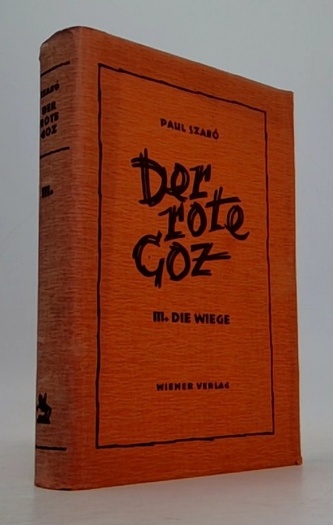 SZABÓ
DER
ROTE
GOZ
III.
PAUL SZABÓ
Der
rote
Goz
III. DIE WIEGE
WIENER VERLAG